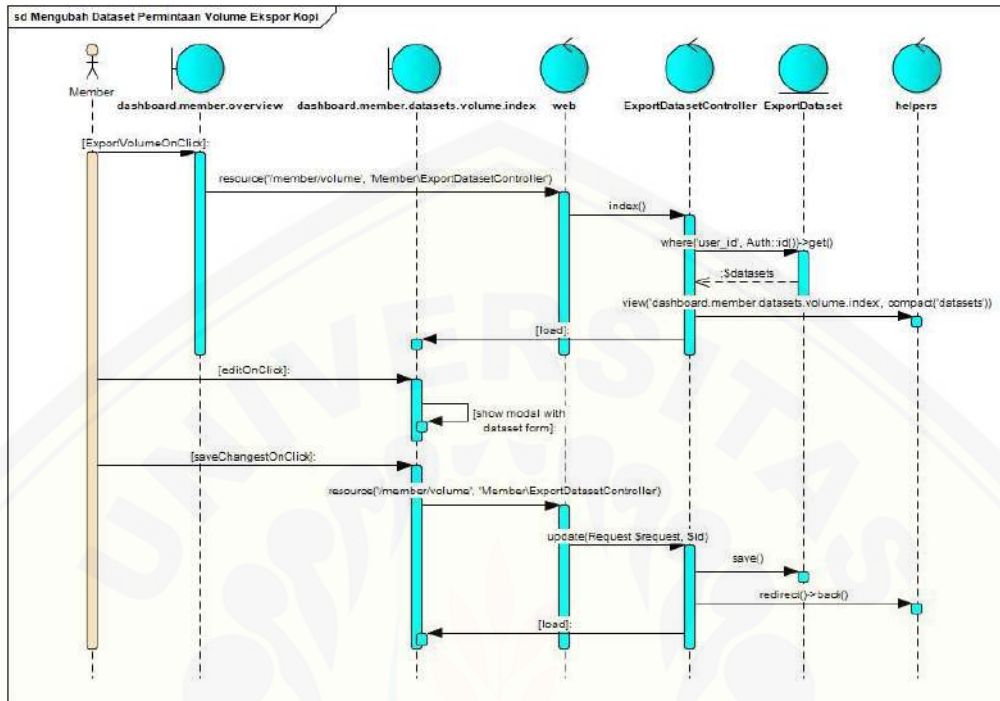 sd Mengubah Dataset Permintaan Volume Ekspor Kopi
Member
dashboard.member.overview
dashboard.member.datasets.volume.index
web
ExportDatasetController
ExportDataset
helpers
[ExportVolumeOnClick]:
resource('/member/volume', 'Member\ExportDatasetController')
index()
where('user_id', Auth::id())->get()
:$datasets
view('dashboard.member.datasets.volume.index', compact('datasets'))
[load]:
[editOnClick]:
[show modal with
dataset form]:
[saveChangestOnClick]:
resource('/member/volume', 'Member\ExportDatasetController')
update(Request $request, $id)
save()
redirect()->back()
[load]:
UNIVERSITAS